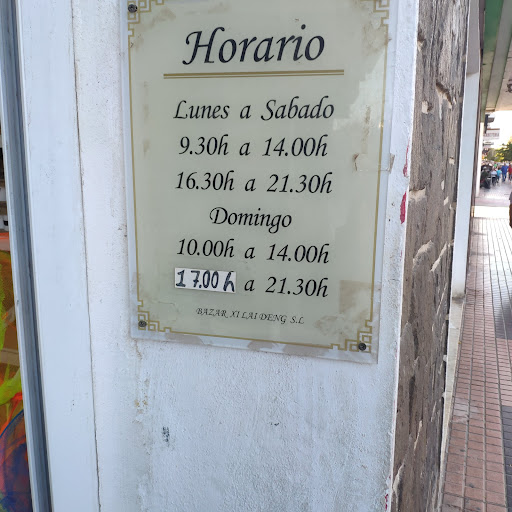 Horario
Lunes a Sabado
9.30h a 14.00h
16.30h a 21.30h
Domingo
10.00h a 14.00h
17.00h a 21.30h
BAZAR XI LAI DENG S.L